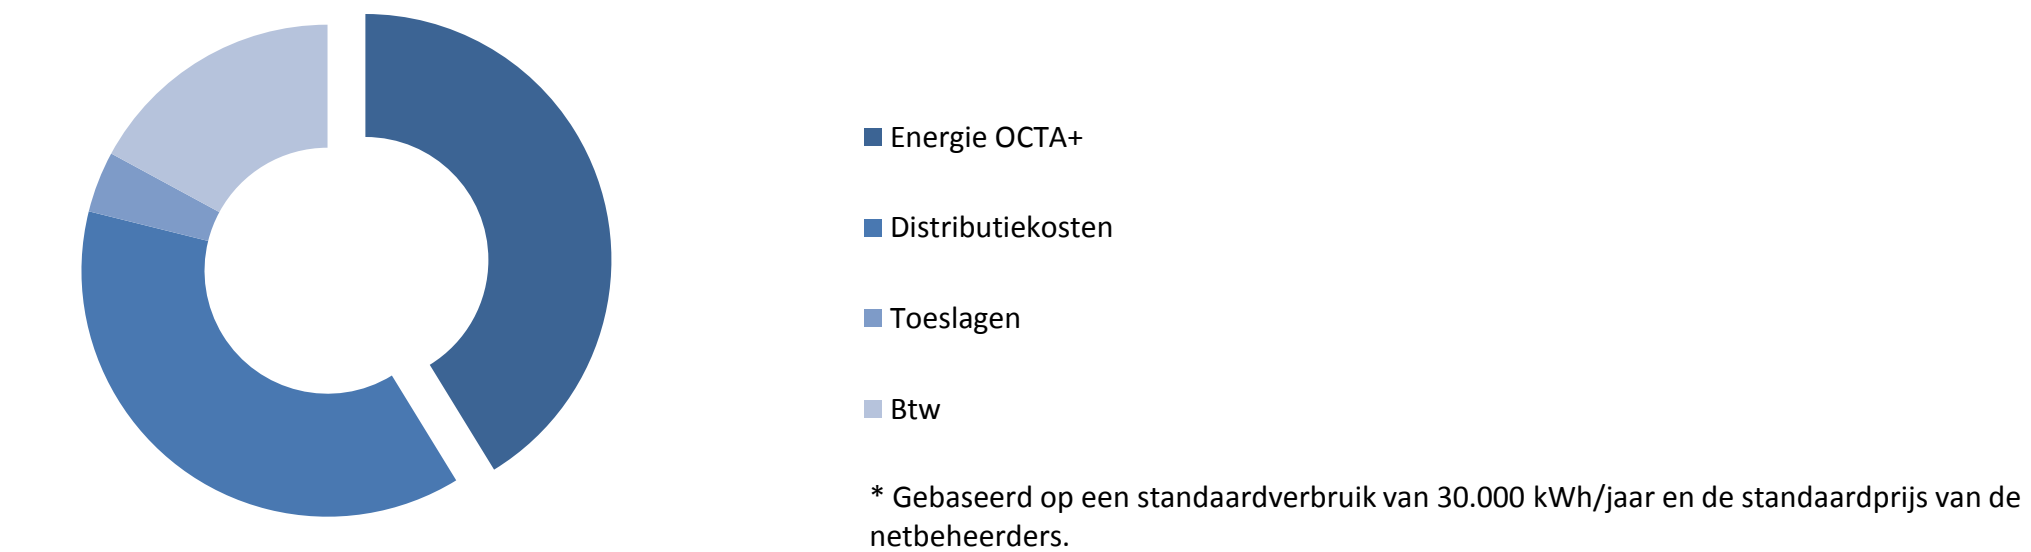 Energie OCTA+
Distributiekosten
Toeslagen
Btw
* Gebaseerd op een standaardverbruik van 30.000 kWh/jaar en de standaardprijs van de
netbeheerders.